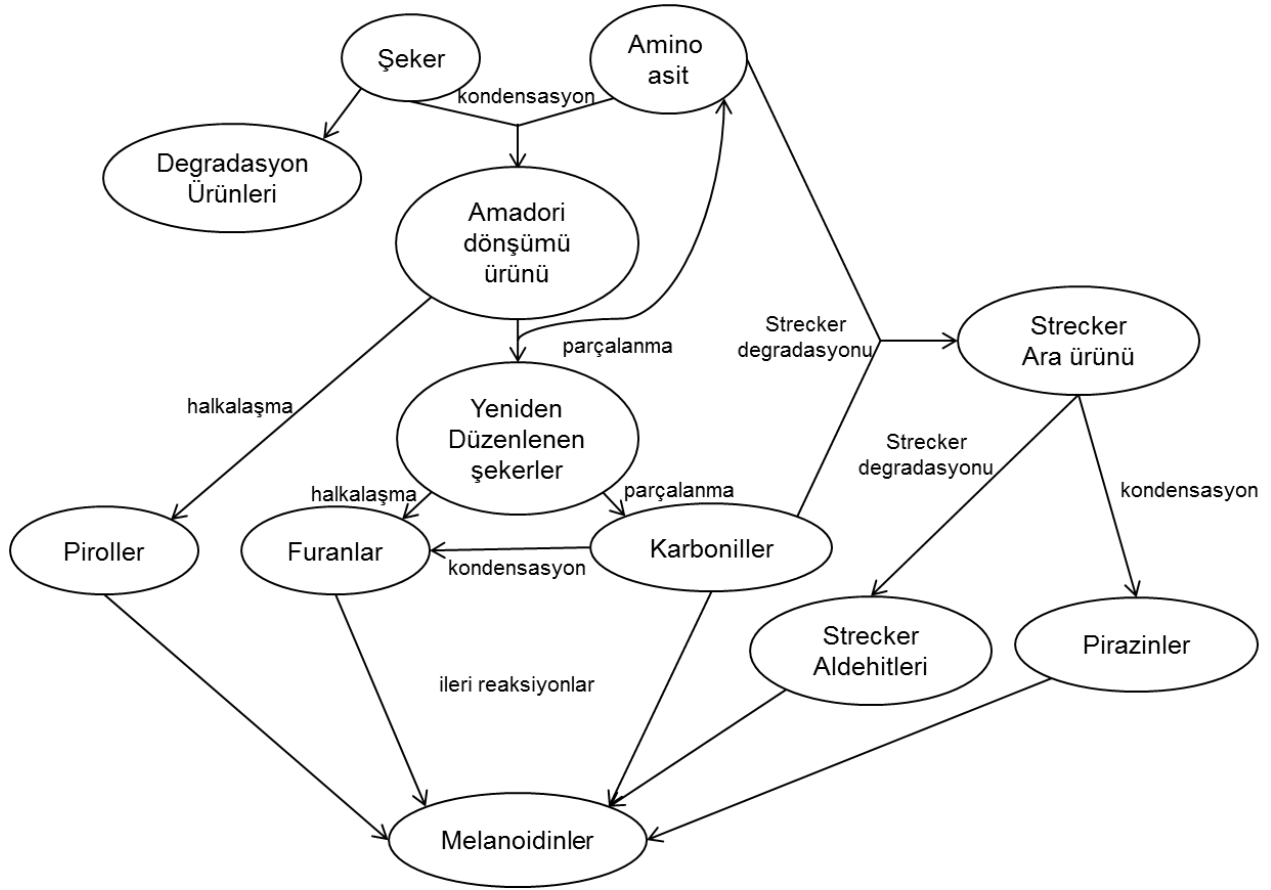 Şeker
Amino
asit
kondensasyon
Degradasyon
Ürünleri
Amadori
dönşümü
ürünü
Strecker
degradasyonu
Strecker
Ara ürünü
parçalanma
halkalaşma
Yeniden
Düzenlenen
şekerler
Strecker
degradasyonu
kondensasyon
halkalaşma
parçalanma
Piroller
Furanlar
kondensasyon
Karboniller
Strecker
Aldehitleri
Pirazinler
ileri reaksiyonlar
Melanoidinler